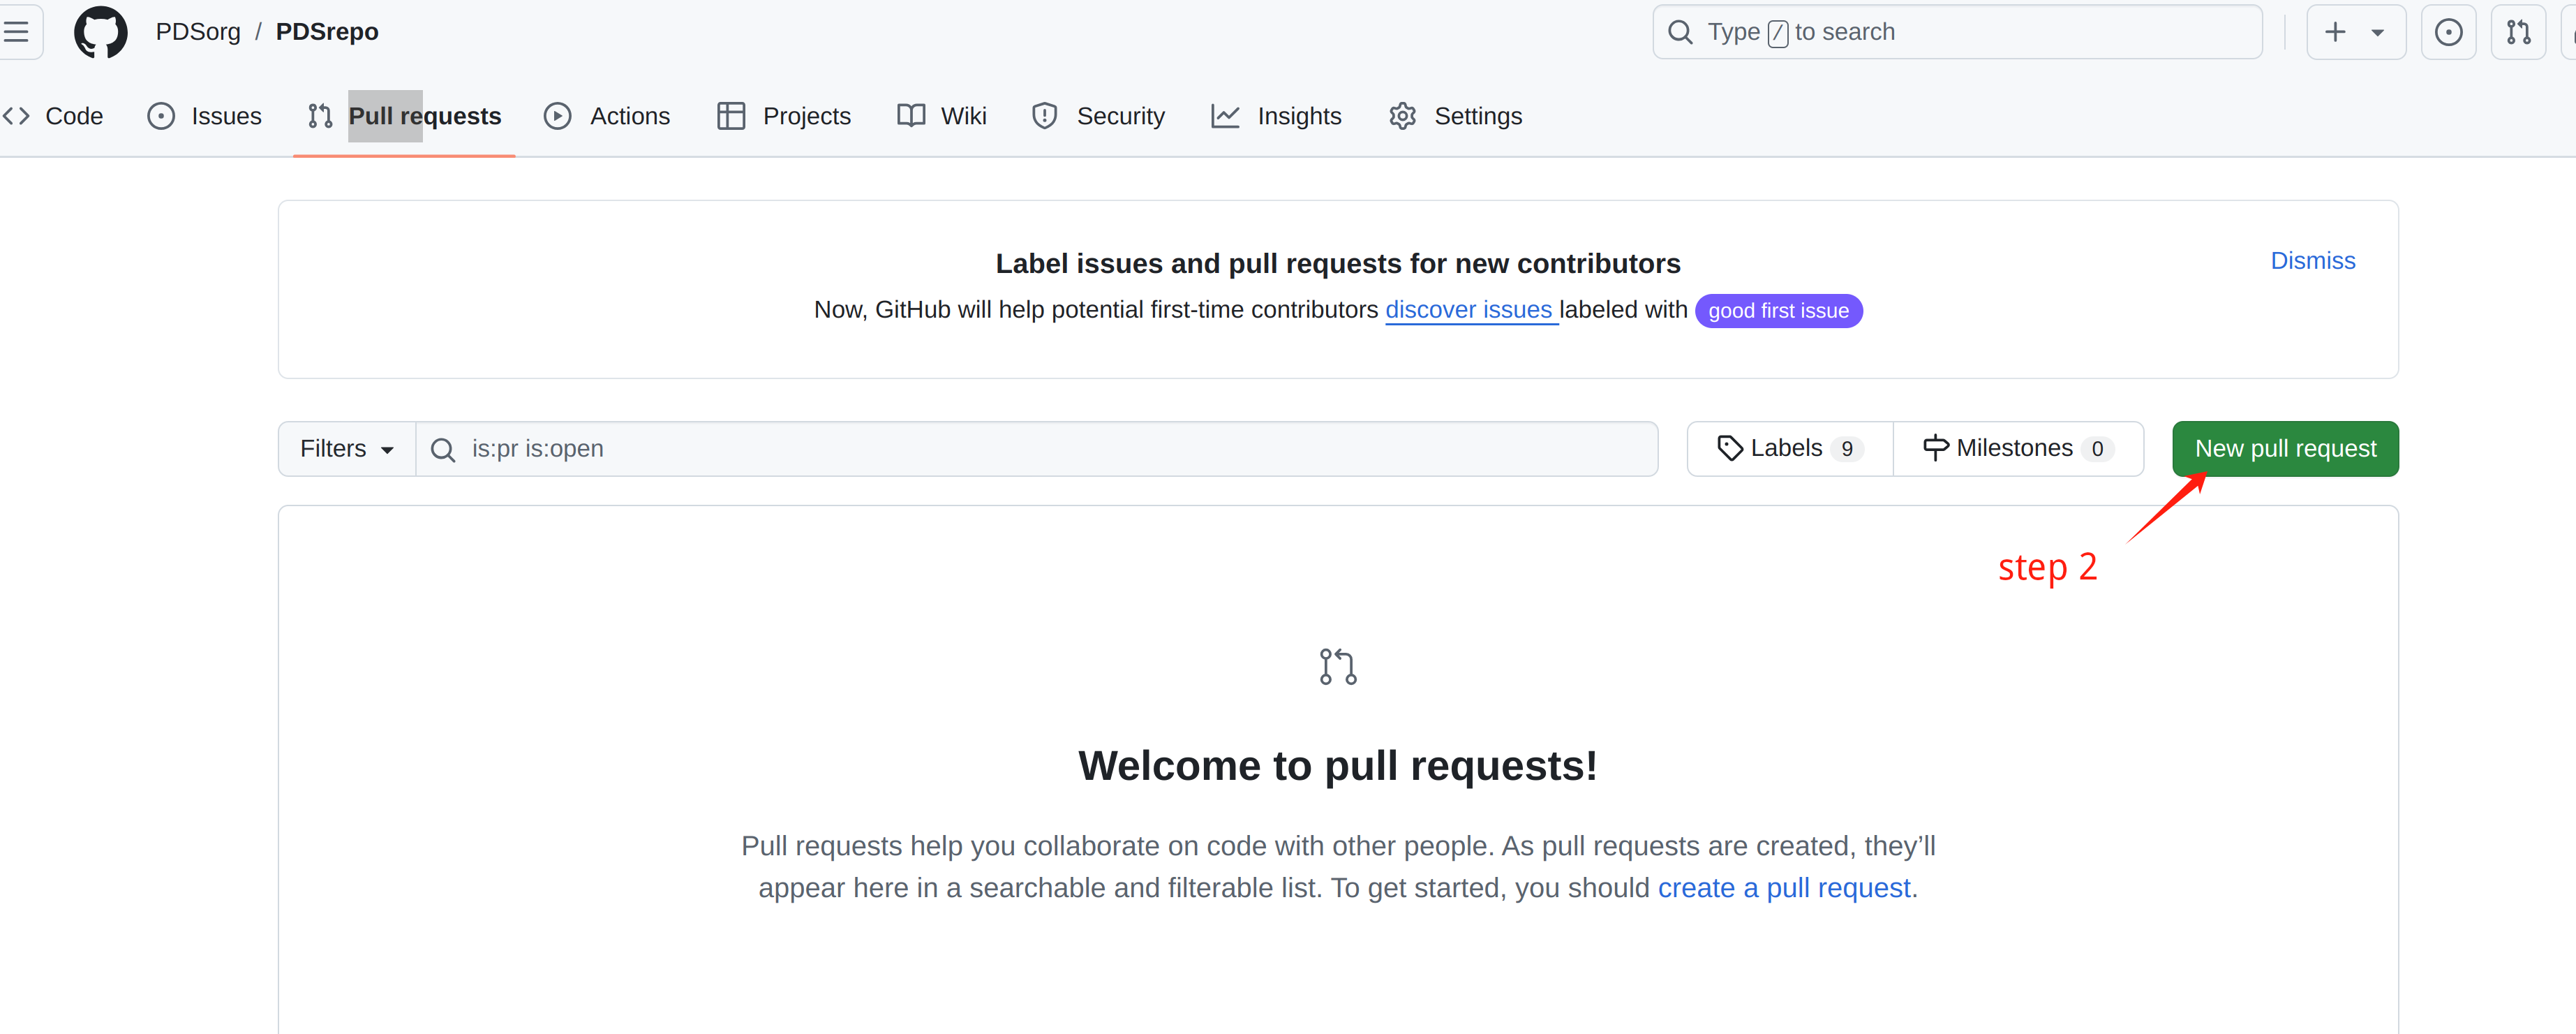 PDSorg / PDSrepo
Type / to search
Code Issues Pull requests Actions Projects Wiki Security Insights Settings
Label issues and pull requests for new contributors
Dismiss
Now, GitHub will help potential first-time contributors discover issues labeled with good first issue
Filters is:pr is:open Labels 9 Milestones 0 New pull request
step 2
Welcome to pull requests!
Pull requests help you collaborate on code with other people. As pull requests are created, they’ll
appear here in a searchable and filterable list. To get started, you should create a pull request.